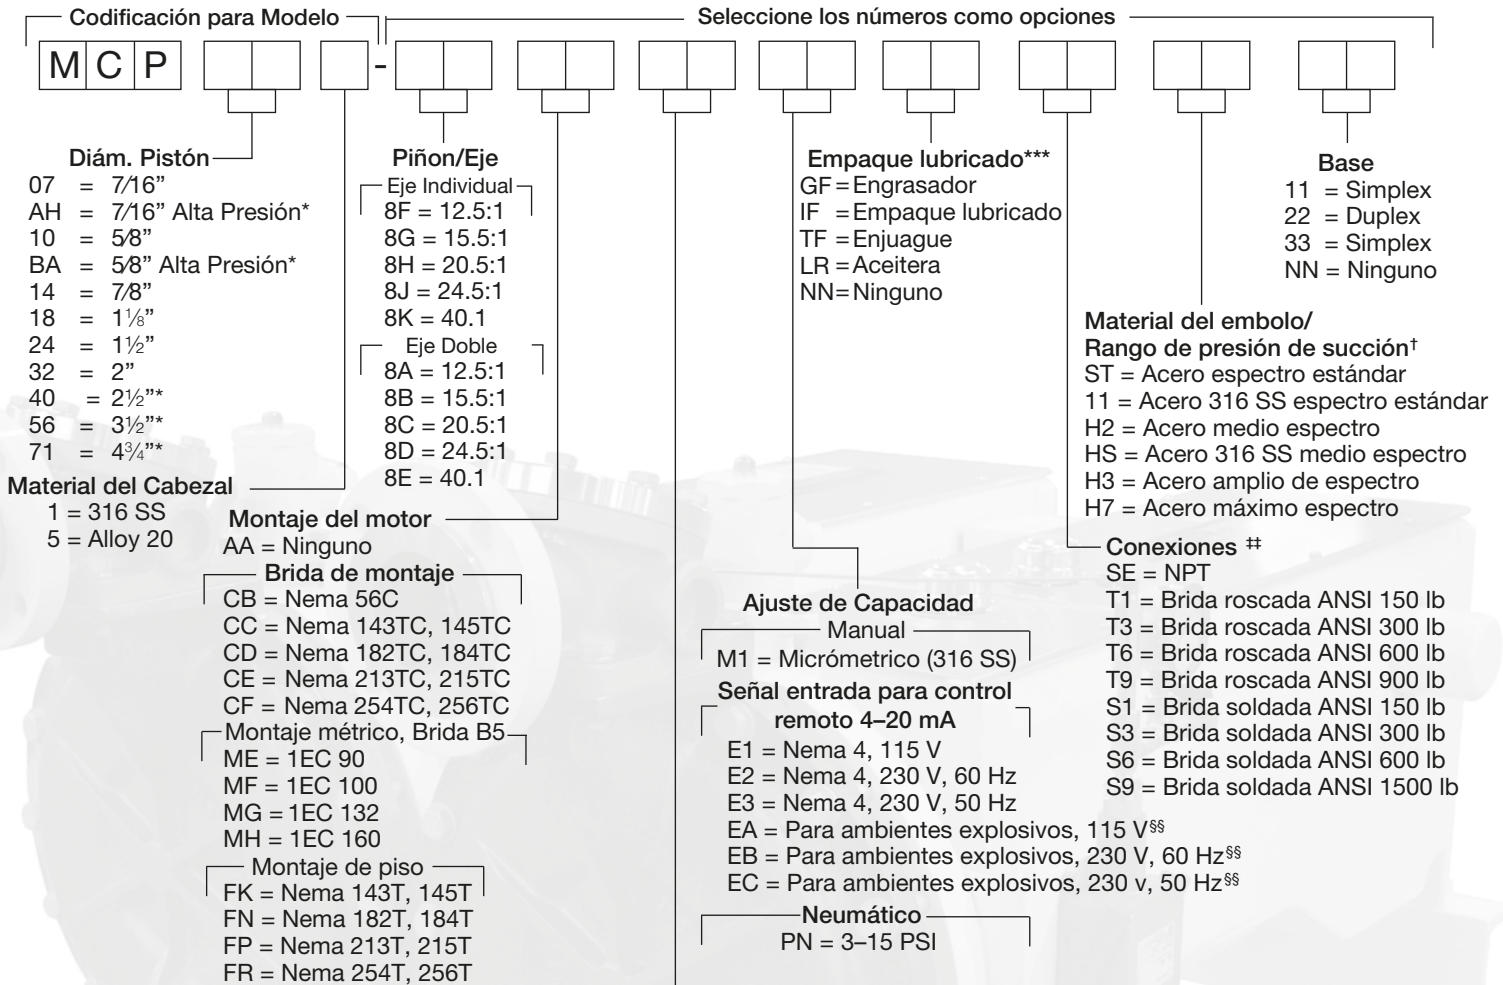 Codificación para Modelo
Seleccione los números como opciones
M C P -
Diám. Pistón
07 = 7/16”
AH = 7/16” Alta Presión*
10 = 5/8”
BA = 5/8” Alta Presión*
14 = 7/8”
18 = 1⅛”
24 = 1½”
32 = 2”
40 = 2½”*
56 = 3½”*
71 = 4¾”*
Material del Cabezal
1 = 316 SS
5 = Alloy 20
Piñon/Eje
Eje Individual
8F = 12.5:1
8G = 15.5:1
8H = 20.5:1
8J = 24.5:1
8K = 40.1
Eje Doble
8A = 12.5:1
8B = 15.5:1
8C = 20.5:1
8D = 24.5:1
8E = 40.1
Montaje del motor
AA = Ninguno
Brida de montaje
CB = Nema 56C
CC = Nema 143TC, 145TC
CD = Nema 182TC, 184TC
CE = Nema 213TC, 215TC
CF = Nema 254TC, 256TC
Montaje métrico, Brida B5
ME = 1EC 90
MF = 1EC 100
MG = 1EC 132
MH = 1EC 160
Montaje de piso
FK = Nema 143T, 145T
FN = Nema 182T, 184T
FP = Nema 213T, 215T
FR = Nema 254T, 256T
Empaque lubricado***
GF = Engrasador
IF = Empaque lubricado
TF = Enjuague
LR = Aceitera
NN = Ninguno
Ajuste de Capacidad
Manual
M1 = Micrómetrico (316 SS)
Señal entrada para control
remoto 4–20 mA
E1 = Nema 4, 115 V
E2 = Nema 4, 230 V, 60 Hz
E3 = Nema 4, 230 V, 50 Hz
EA = Para ambientes explosivos, 115 V§§
EB = Para ambientes explosivos, 230 V, 60 Hz§§
EC = Para ambientes explosivos, 230 v, 50 Hz§§
Neumático
PN = 3–15 PSI
Base
11 = Simplex
22 = Duplex
33 = Simplex
NN = Ninguno
Material del embolo/
Rango de presión de succión†
ST = Acero espectro estándar
11 = Acero 316 SS espectro estándar
H2 = Acero medio espectro
HS = Acero 316 SS medio espectro
H3 = Acero amplio de espectro
H7 = Acero máximo espectro
Conexiones ‡‡
SE = NPT
T1 = Brida roscada ANSI 150 lb
T3 = Brida roscada ANSI 300 lb
T6 = Brida roscada ANSI 600 lb
T9 = Brida roscada ANSI 900 lb
S1 = Brida soldada ANSI 150 lb
S3 = Brida soldada ANSI 300 lb
S6 = Brida soldada ANSI 600 lb
S9 = Brida soldada ANSI 1500 lb